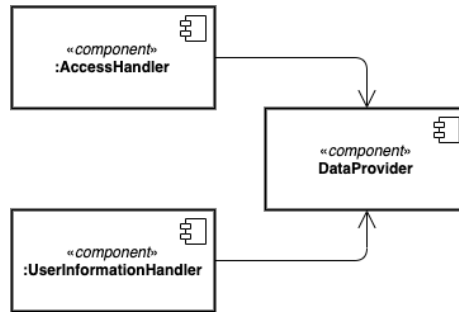 «component»
:AccessHandler
«component»
DataProvider
«component»
:UserInformationHandler